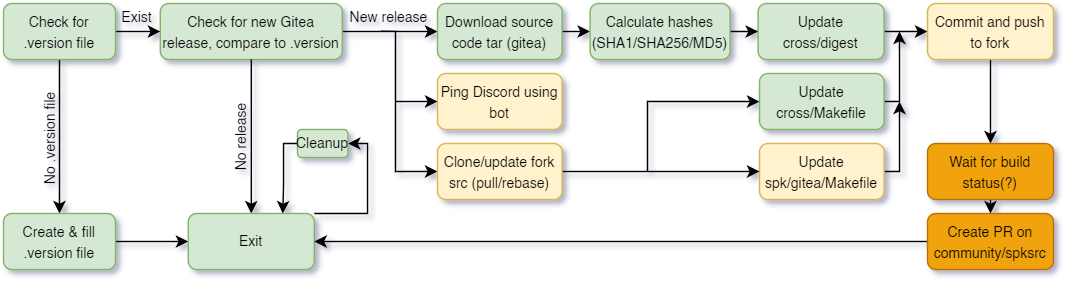 Check for
.version file
Exist
Check for new Gitea
release, compare to .version
New release
Download source
code tar (gitea)
Calculate hashes
(SHA1/SHA256/MD5)
Update
cross/digest
Commit and push
to fork
Ping Discord using
bot
Update
cross/Makefile
No .version file
No release
Cleanup
Clone/update fork
src (pull/rebase)
Update
spk/gitea/Makefile
Wait for build
status(?)
Create & fill
.version file
Exit
Create PR on
community/spksrc